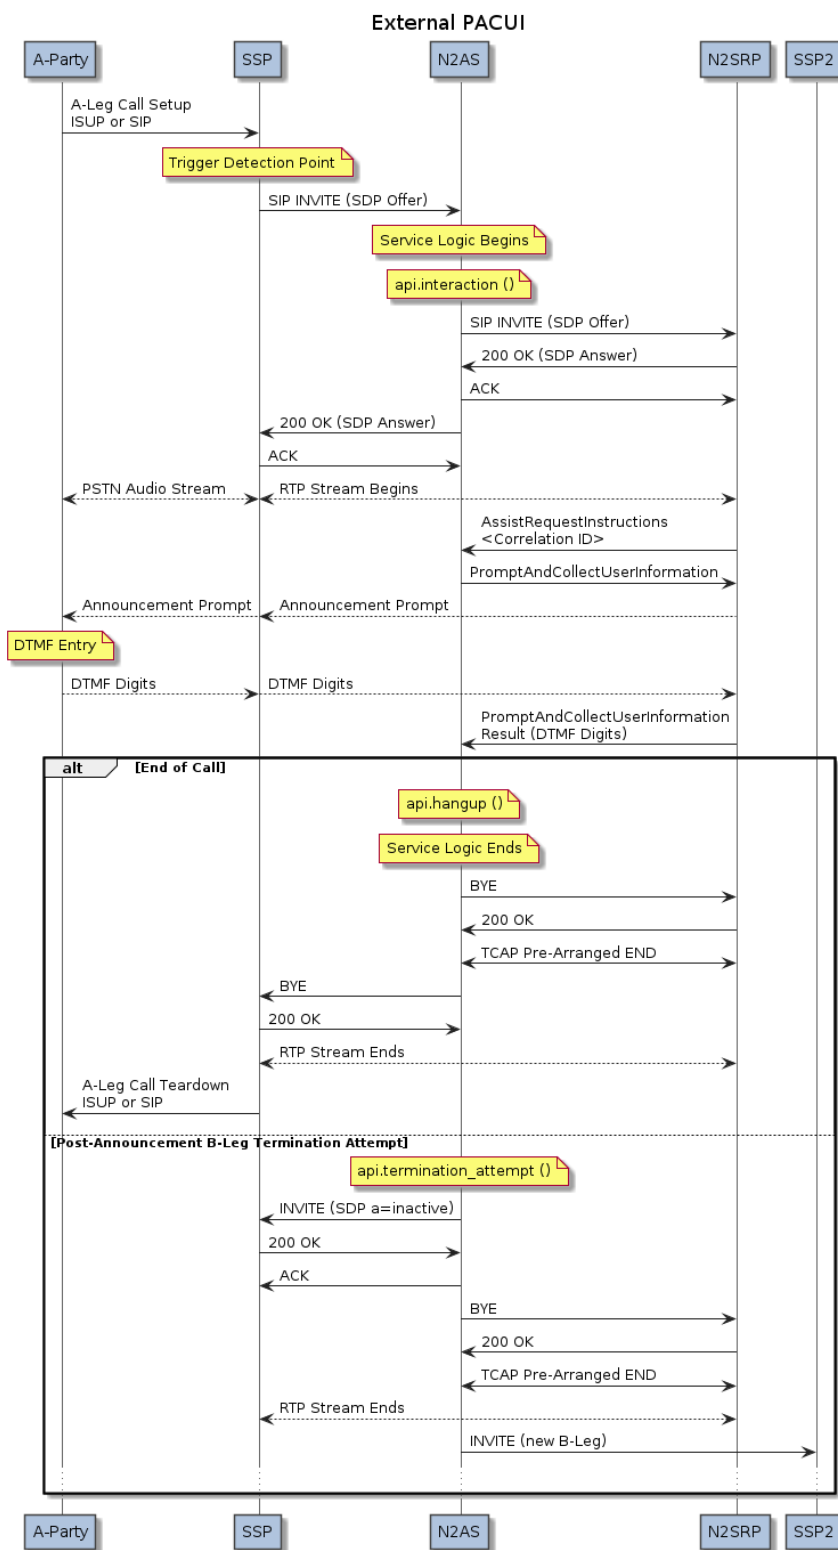 External PACUI
A-Party SSP N2AS N2SRP SSP2
A-Leg Call Setup
ISUP or SIP
Trigger Detection Point
SIP INVITE (SDP Offer)
Service Logic Begins
api.interaction ()
SIP INVITE (SDP Offer)
200 OK (SDP Answer)
ACK
200 OK (SDP Answer)
ACK
PSTN Audio Stream RTP Stream Begins
AssistRequestInstructions
<Correlation ID>
PromptAndCollectUserInformation
Announcement Prompt Announcement Prompt
DTMF Entry
DTMF Digits DTMF Digits
PromptAndCollectUserInformation
Result (DTMF Digits)
alt [End of Call]
api.hangup ()
Service Logic Ends
BYE
200 OK
TCAP Pre-Arranged END
BYE
200 OK
RTP Stream Ends
A-Leg Call Teardown
ISUP or SIP
[Post-Announcement B-Leg Termination Attempt]
api.termination_attempt ()
INVITE (SDP a=inactive)
200 OK
ACK
BYE
200 OK
TCAP Pre-Arranged END
RTP Stream Ends
INVITE (new B-Leg)
A-Party SSP N2AS N2SRP SSP2